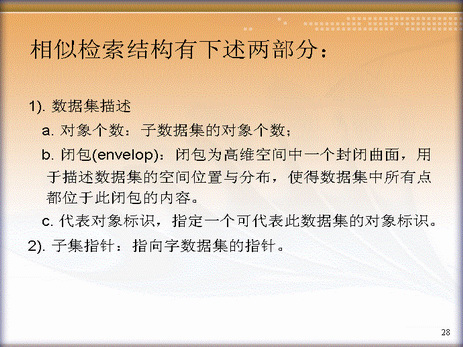 相似检索结构有下述两部分：
1). 数据集描述
a. 对象个数：子数据集的对象个数；
b. 闭包(envelop)：闭包为高维空间中一个封闭曲面，用
于描述数据集的空间位置与分布，使得数据集中所有点
都位于此闭包的内容。
c. 代表对象标识，指定一个可代表此数据集的对象标识。
2). 子集指针：指向字数据集的指针。
28